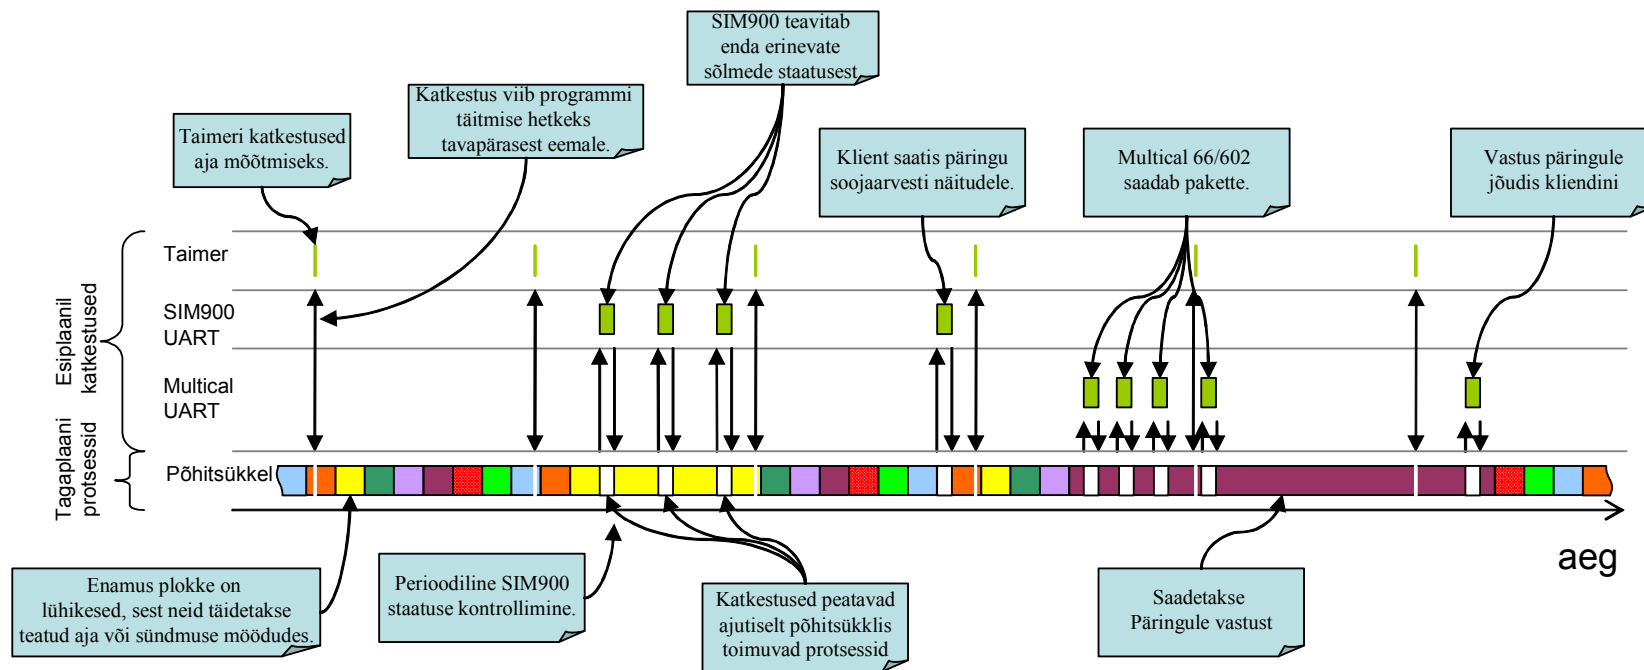 SIM900 teavitab
enda erinevate
sõlmede staatusest
Katkestus viib programmi
täitmise hetkeks
tavapärasest eemale.
Taimeri katkestused
aja mõõtmiseks.
Klient saatis päringu
soojaarvesti näitudele.
Multical 66/602
saadab pakette.
Vastus päringule
jõudis kliendini
Esiplaanil
katkestused
Taimer
SIM900
UART
Multical
UART
Tagaplaani
protsessid
Põhitsükkel
aeg
Enamus plokke on
lühikesed, sest neid täidetakse
teatud aja või sündmuse möödudes.
Perioodiline SIM900
staatuse kontrollimine.
Katkestused peatavad
ajutiselt põhitsükklis
toimuvad protsessid
Saadetakse
Päringule vastust